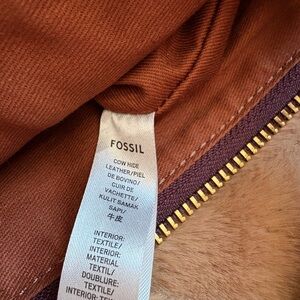 FOSSIL
COW HIDE
LEATHER/PIEL
DE BOVINO/
CUIR DE
VACHETTE/
KULIT SAMAK
SAPI/
牛皮
INTERIOR:
TEXTILE/
INTERIOR:
MATERIAL
TEXTIL/
DOUBLURE:
TEXTILE/
INTERIOR: TE